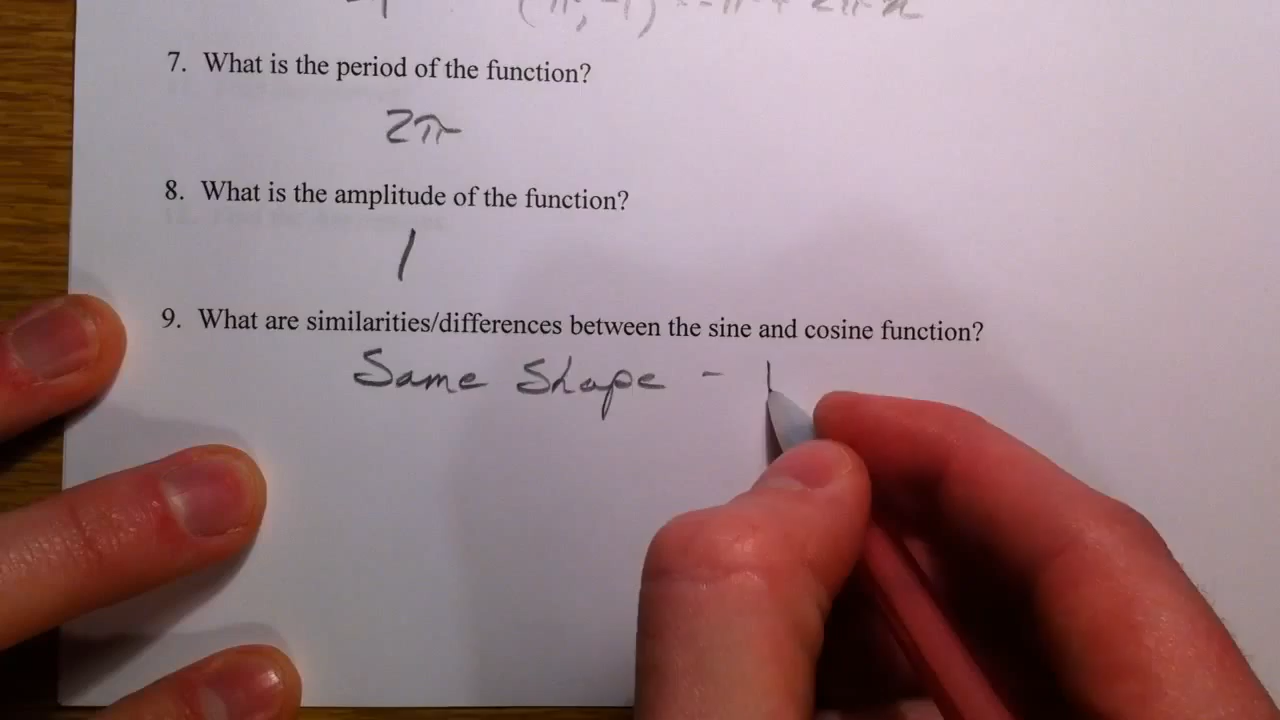 7. What is the period of the function?
2π
8. What is the amplitude of the function?
1
9. What are similarities/differences between the sine and cosine function?
Same Shape -